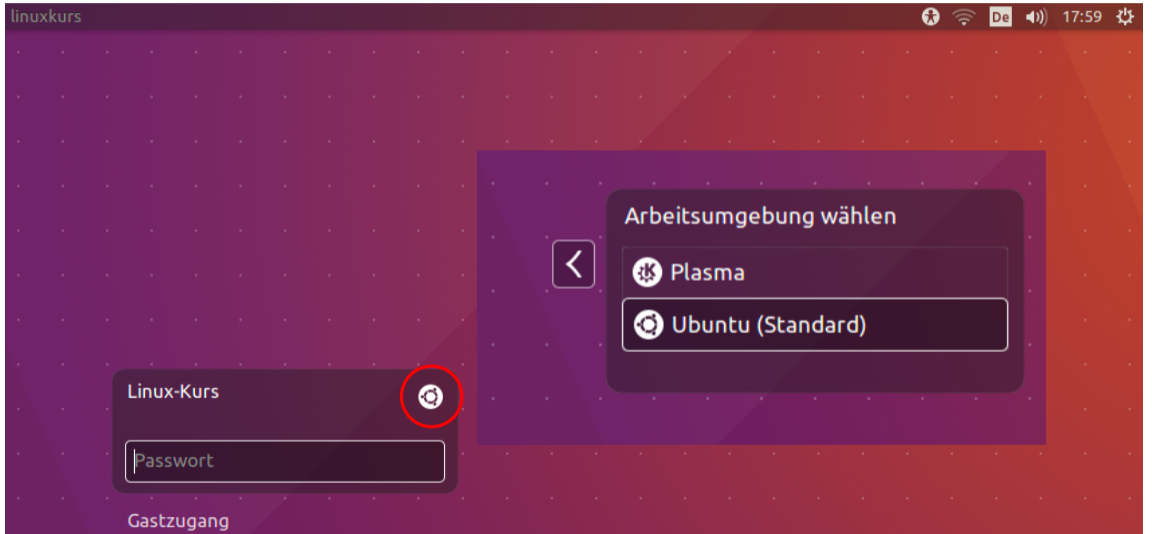 linuxkurs
De
17:59
Arbeitsumgebung wählen
Plasma
Ubuntu (Standard)
Linux-Kurs
Passwort
Gastzugang